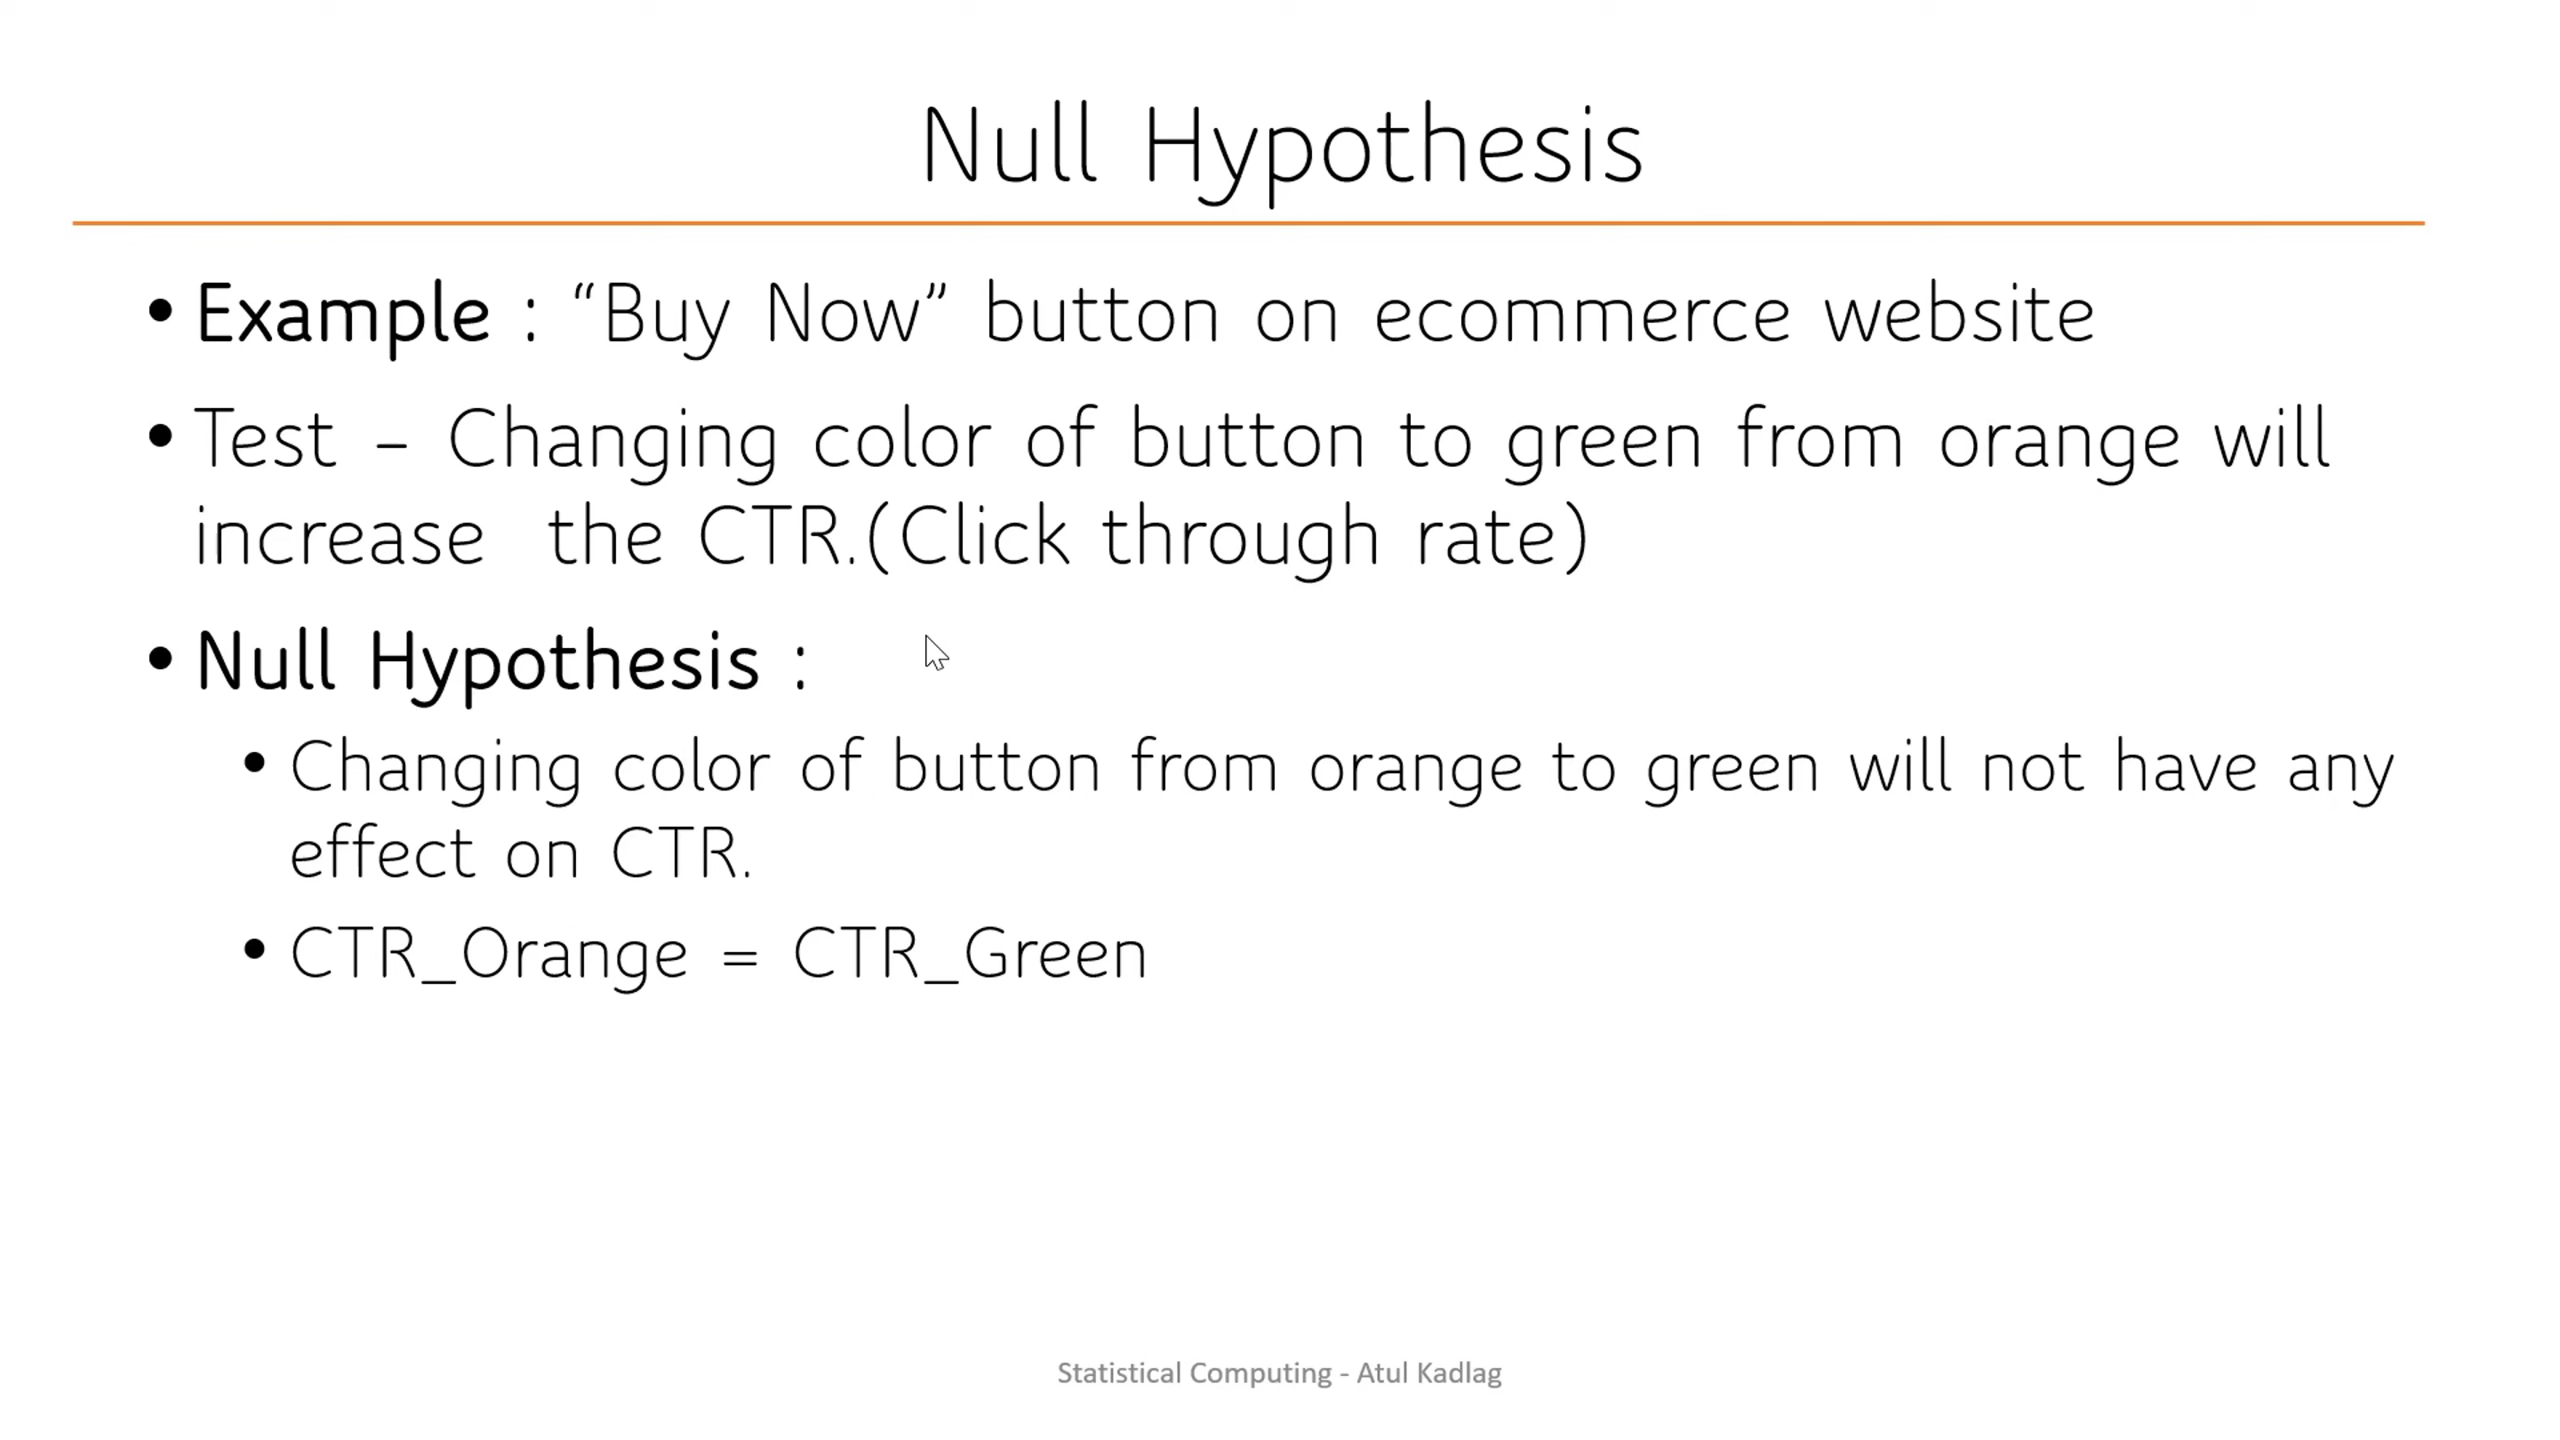 Null Hypothesis
• Example : “Buy Now” button on ecommerce website
• Test – Changing color of button to green from orange will
increase  the CTR.(Click through rate)
• Null Hypothesis :
• Changing color of button from orange to green will not have any
effect on CTR.
• CTR_Orange = CTR_Green
Statistical Computing - Atul Kadlag